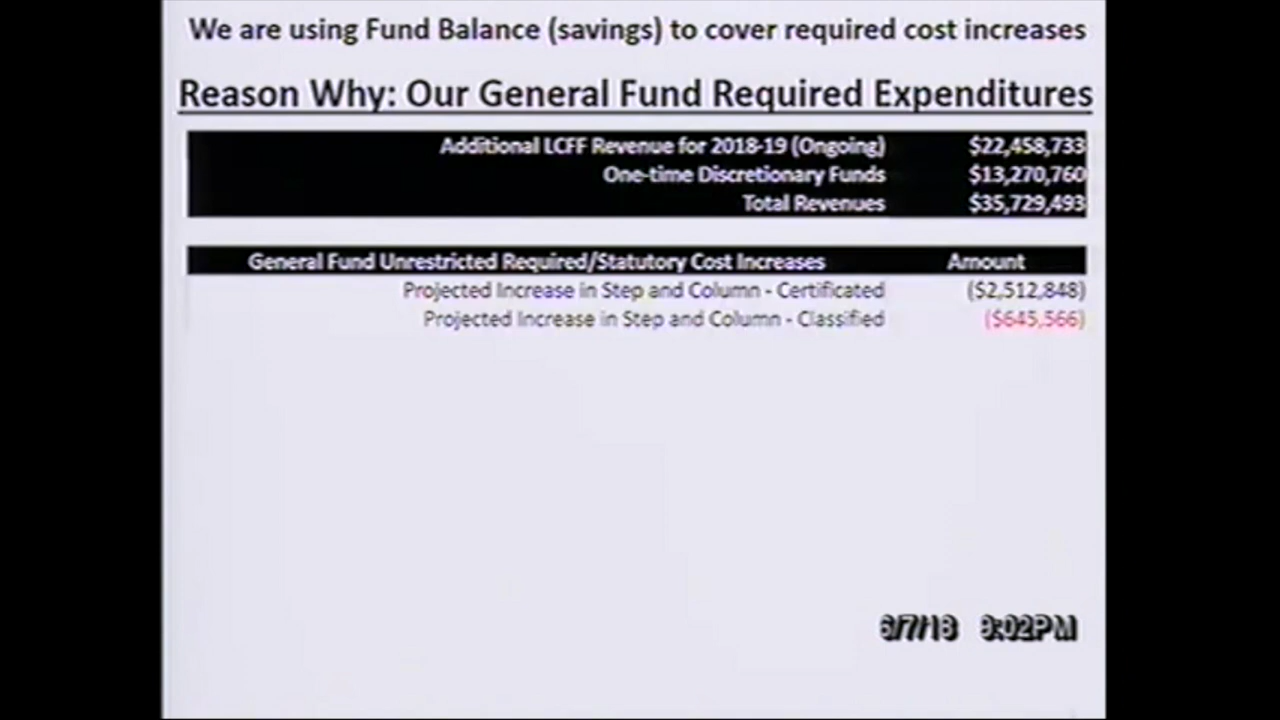 We are using Fund Balance (savings) to cover required cost increases
Reason Why: Our General Fund Required Expenditures
Additional LCFF Revenue for 2018-19 (Ongoing) $22,458,733
One-time Discretionary Funds $13,270,760
Total Revenues $35,729,493
General Fund Unrestricted Required/Statutory Cost Increases Amount
Projected Increase in Step and Column - Certificated ($2,512,848)
Projected Increase in Step and Column - Classified ($645,566)
6/7/18 9:02PM